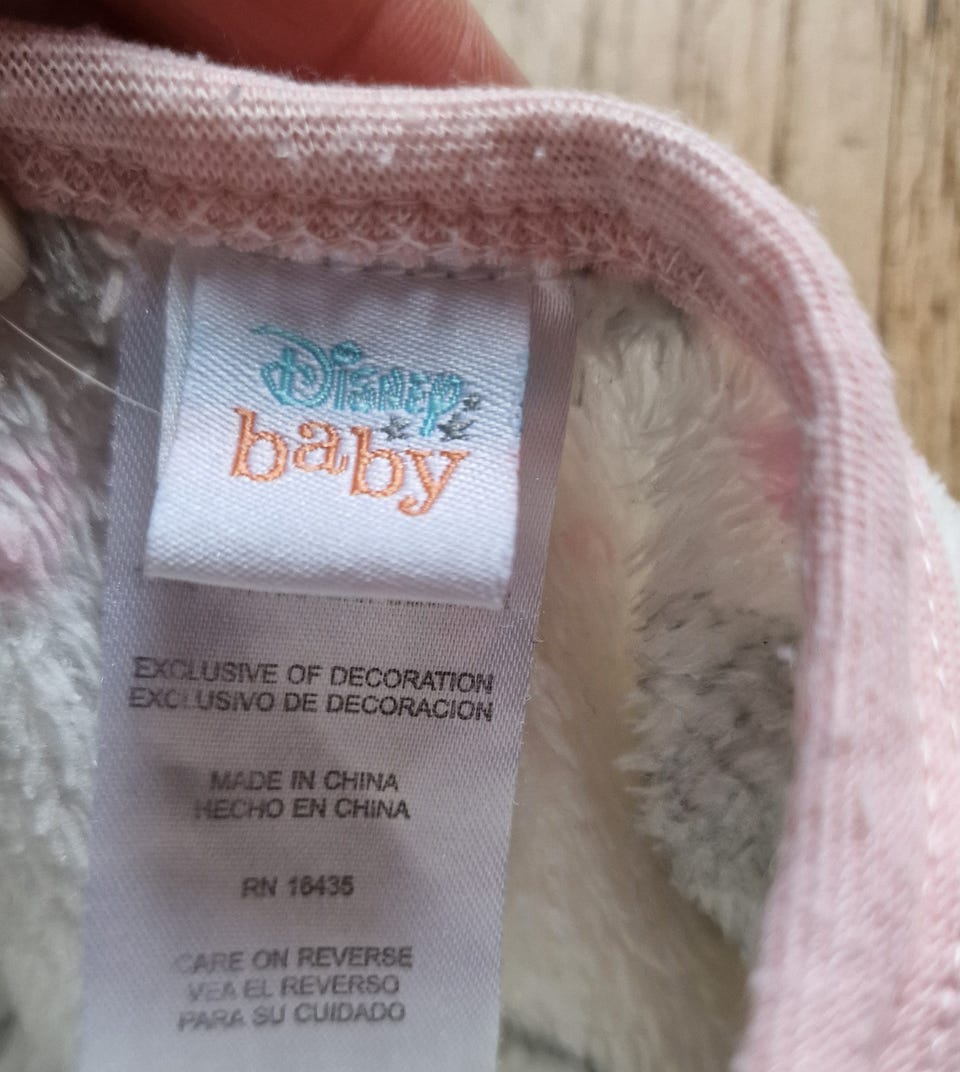 Disney
baby
EXCLUSIVE OF DECORATION
EXCLUSIVO DE DECORACION
MADE IN CHINA
HECHO EN CHINA
RN 16435
CARE ON REVERSE
VEA EL REVERSO
PARA SU CUIDADO